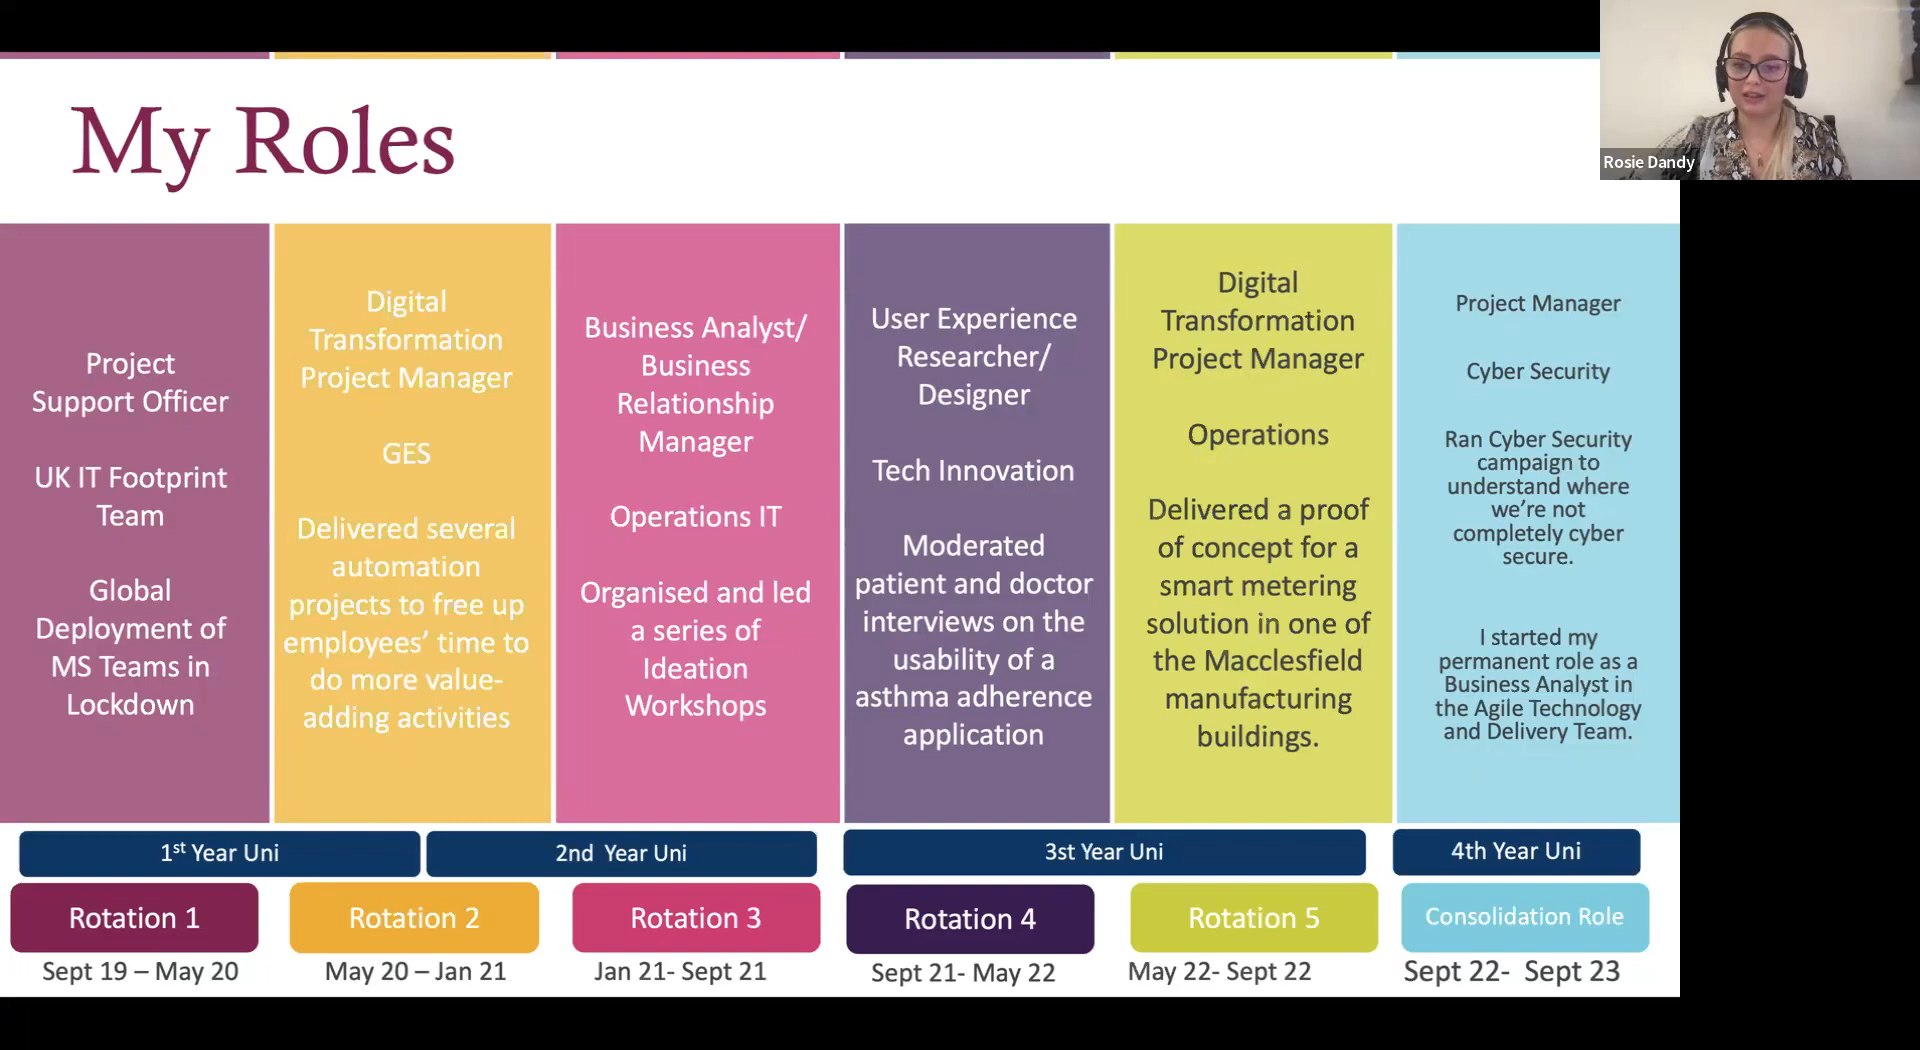 My Roles
Rosie Dandy
Project
Support Officer
UK IT Footprint
Team
Global
Deployment of
MS Teams in
Lockdown
Digital
Transformation
Project Manager
GES
Delivered several
automation
projects to free up
employees’ time to
do more value-
adding activities
Business Analyst/
Business
Relationship
Manager
Operations IT
Organised and led
a series of
Ideation
Workshops
User Experience
Researcher/
Designer
Tech Innovation
Moderated
patient and doctor
interviews on the
usability of a
asthma adherence
application
Digital
Transformation
Project Manager
Operations
Delivered a proof
of concept for a
smart metering
solution in one of
the Macclesfield
manufacturing
buildings.
Project Manager
Cyber Security
Ran Cyber Security
campaign to
understand where
we’re not
completely cyber
secure.
I started my
permanent role as a
Business Analyst in
the Agile Technology
and Delivery Team.
1st Year Uni
2nd Year Uni
3st Year Uni
4th Year Uni
Rotation 1
Rotation 2
Rotation 3
Rotation 4
Rotation 5
Consolidation Role
Sept 19 – May 20
May 20 – Jan 21
Jan 21- Sept 21
Sept 21- May 22
May 22- Sept 22
Sept 22- Sept 23